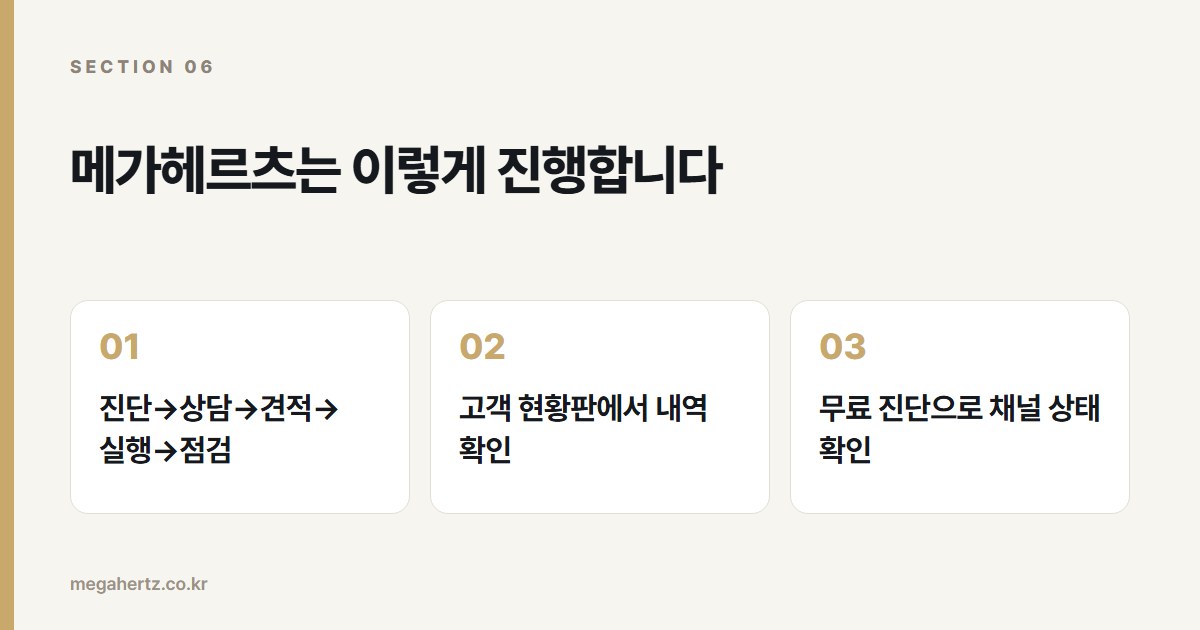 SECTION 06
메가헤르츠는 이렇게 진행합니다
01
진단→상담→견적→
실행→점검
02
고객 현황판에서 내역
확인
03
무료 진단으로 채널 상태
확인
megahertz.co.kr